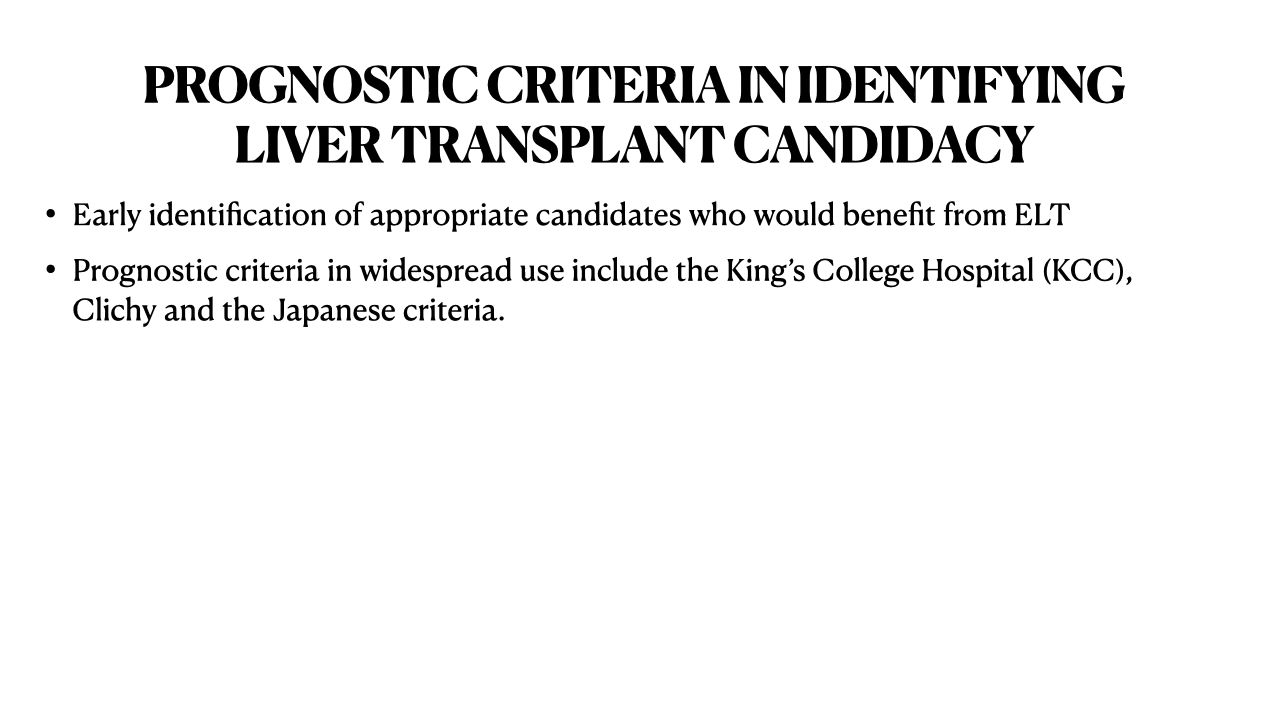 PROGNOSTIC CRITERIA IN IDENTIFYING
LIVER TRANSPLANT CANDIDACY
• Early identification of appropriate candidates who would benefit from ELT
• Prognostic criteria in widespread use include the King’s College Hospital (KCC),
Clichy and the Japanese criteria.